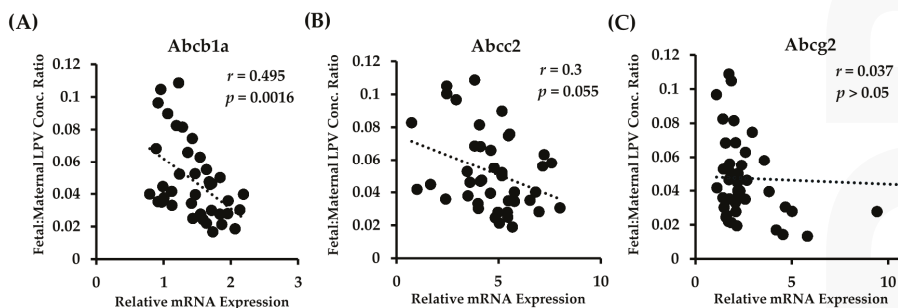 (A)
Abcb1a
r = 0.495
p = 0.0016
Fetal:Maternal LPV Conc. Ratio
0.12
0.1
0.08
0.06
0.04
0.02
0
0
1
2
3
Relative mRNA Expression
(B)
Abcc2
r = 0.3
p = 0.055
Fetal:Maternal LPV Conc. Ratio
0.12
0.1
0.08
0.06
0.04
0.02
0
0
5
10
Relative mRNA Expression
(C)
Abcg2
r = 0.037
p > 0.05
Fetal:Maternal LPV Conc. Ratio
0.12
0.1
0.08
0.06
0.04
0.02
0
0
5
10
Relative mRNA Expression